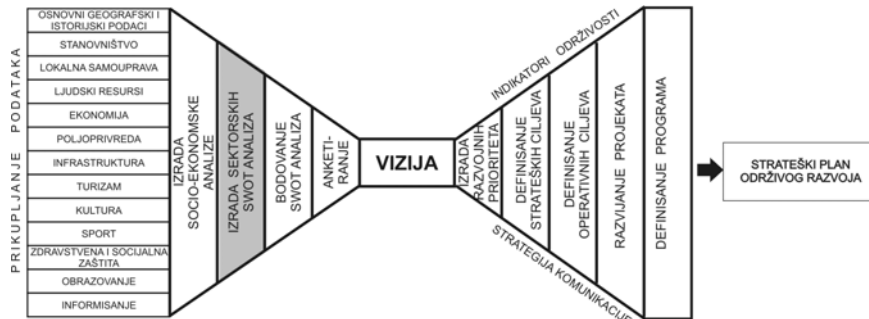 PRIKUPLJANJE PODATAKA
OSNOVNI GEOGRAFSKI I
ISTORIJSKI PODACI
STANOVNIŠTVO
LOKALNA SAMOUPRAVA
LJUDSKI RESURSI
EKONOMIJA
POLJOPRIVREDA
INFRASTRUKTURA
TURIZAM
KULTURA
SPORT
ZDRAVSTVENA I SOCIJALNA
ZAŠTITA
OBRAZOVANJE
INFORMISANJE
IZRADA
SOCIO-EKONOMSKE
ANALIZE
IZRADA SEKTORSKIH
SWOT ANALIZA
BODOVANJE
SWOT ANALIZA
ANKETI-
RANJE
VIZIJA
INDIKATORI ODRŽIVOSTI
IZRADA
RAZVOJNIH
PRIORITETA
DEFINISANJE
STRATEŠKIH CILJEVA
DEFINISANJE
OPERATIVNIH CILJEVA
RAZVIJANJE PROJEKATA
DEFINISANJE PROGRAMA
STRATEGIJA KOMUNIKACIJE
STRATEŠKI PLAN
ODRŽIVOG RAZVOJA